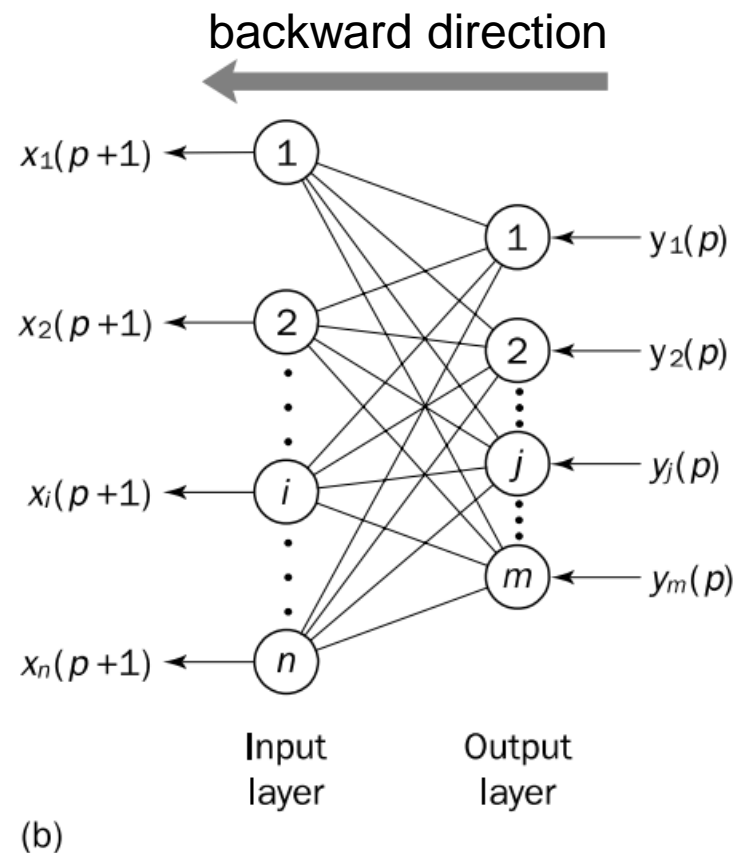 backward direction
x₁(p+1)
1
1
y₁(p)
x₂(p+1)
2
2
y₂(p)
j
yⱼ(p)
xᵢ(p+1)
i
m
yₘ(p)
xₙ(p+1)
n
Input
layer
Output
layer
(b)